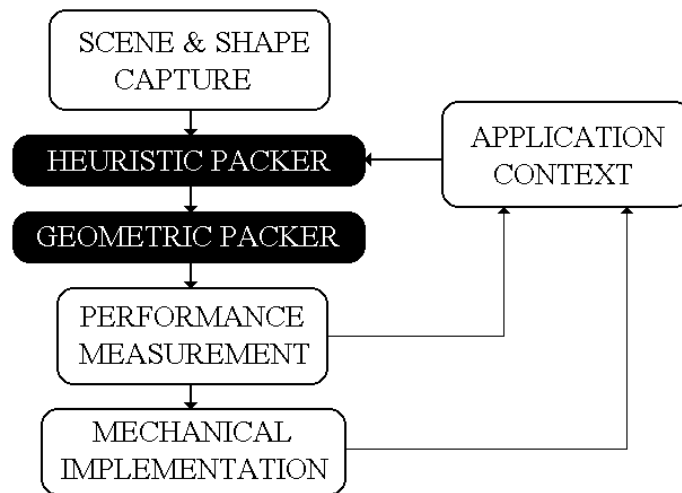 SCENE & SHAPE
CAPTURE
HEURISTIC PACKER
APPLICATION
CONTEXT
GEOMETRIC PACKER
PERFORMANCE
MEASUREMENT
MECHANICAL
IMPLEMENTATION